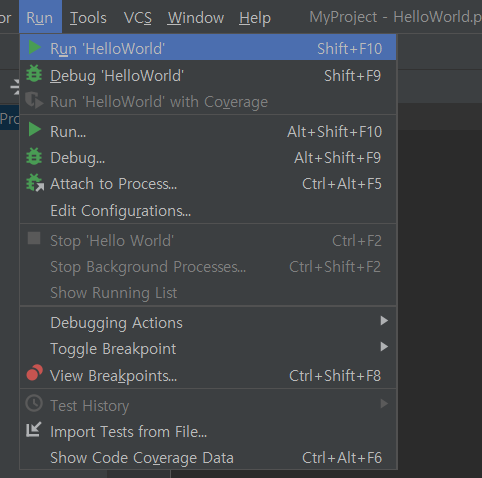 or Run Tools VCS Window Help MyProject - HelloWorld.p
Run 'HelloWorld' Shift+F10
Debug 'HelloWorld' Shift+F9
Run 'HelloWorld' with Coverage
Pro
Run... Alt+Shift+F10
Debug... Alt+Shift+F9
Attach to Process... Ctrl+Alt+F5
Edit Configurations...
Stop 'Hello World' Ctrl+F2
Stop Background Processes... Ctrl+Shift+F2
Show Running List
Debugging Actions
Toggle Breakpoint
View Breakpoints... Ctrl+Shift+F8
Test History
Import Tests from File...
Show Code Coverage Data Ctrl+Alt+F6